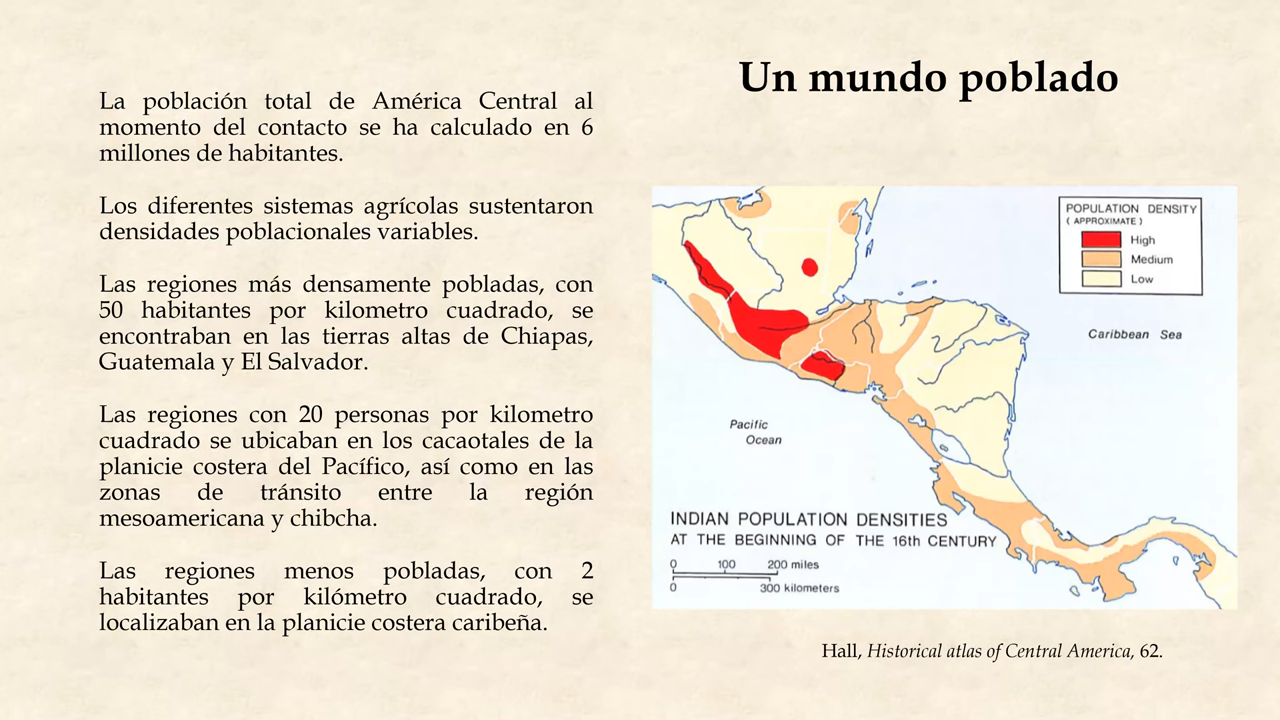 Un mundo poblado
La población total de América Central al
momento del contacto se ha calculado en 6
millones de habitantes.
Los diferentes sistemas agrícolas sustentaron
densidades poblacionales variables.
Las regiones más densamente pobladas, con
50 habitantes por kilometro cuadrado, se
encontraban en las tierras altas de Chiapas,
Guatemala y El Salvador.
Las regiones con 20 personas por kilometro
cuadrado se ubicaban en los cacaotales de la
planicie costera del Pacífico, así como en las
zonas de tránsito entre la región
mesoamericana y chibcha.
Las regiones menos pobladas, con 2
habitantes por kilómetro cuadrado, se
localizaban en la planicie costera caribeña.
POPULATION DENSITY
( APPROXIMATE )
High
Medium
Low
Caribbean Sea
Pacific
Ocean
INDIAN POPULATION DENSITIES
AT THE BEGINNING OF THE 16th CENTURY
0 100 200 miles
0 300 kilometers
Hall, Historical atlas of Central America, 62.